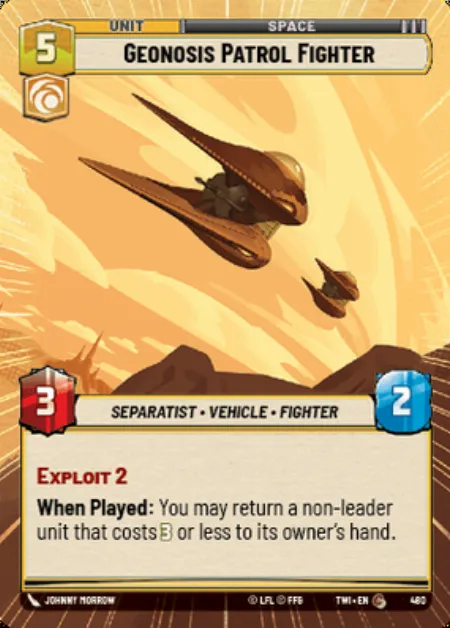 UNIT SPACE
5 GEONOSIS PATROL FIGHTER
3 SEPARATIST • VEHICLE • FIGHTER 2
EXPLOIT 2
When Played: You may return a non-leader
unit that costs 3 or less to its owner's hand.
JOHNNY MORROW © LFL © FFG TWI • EN 480